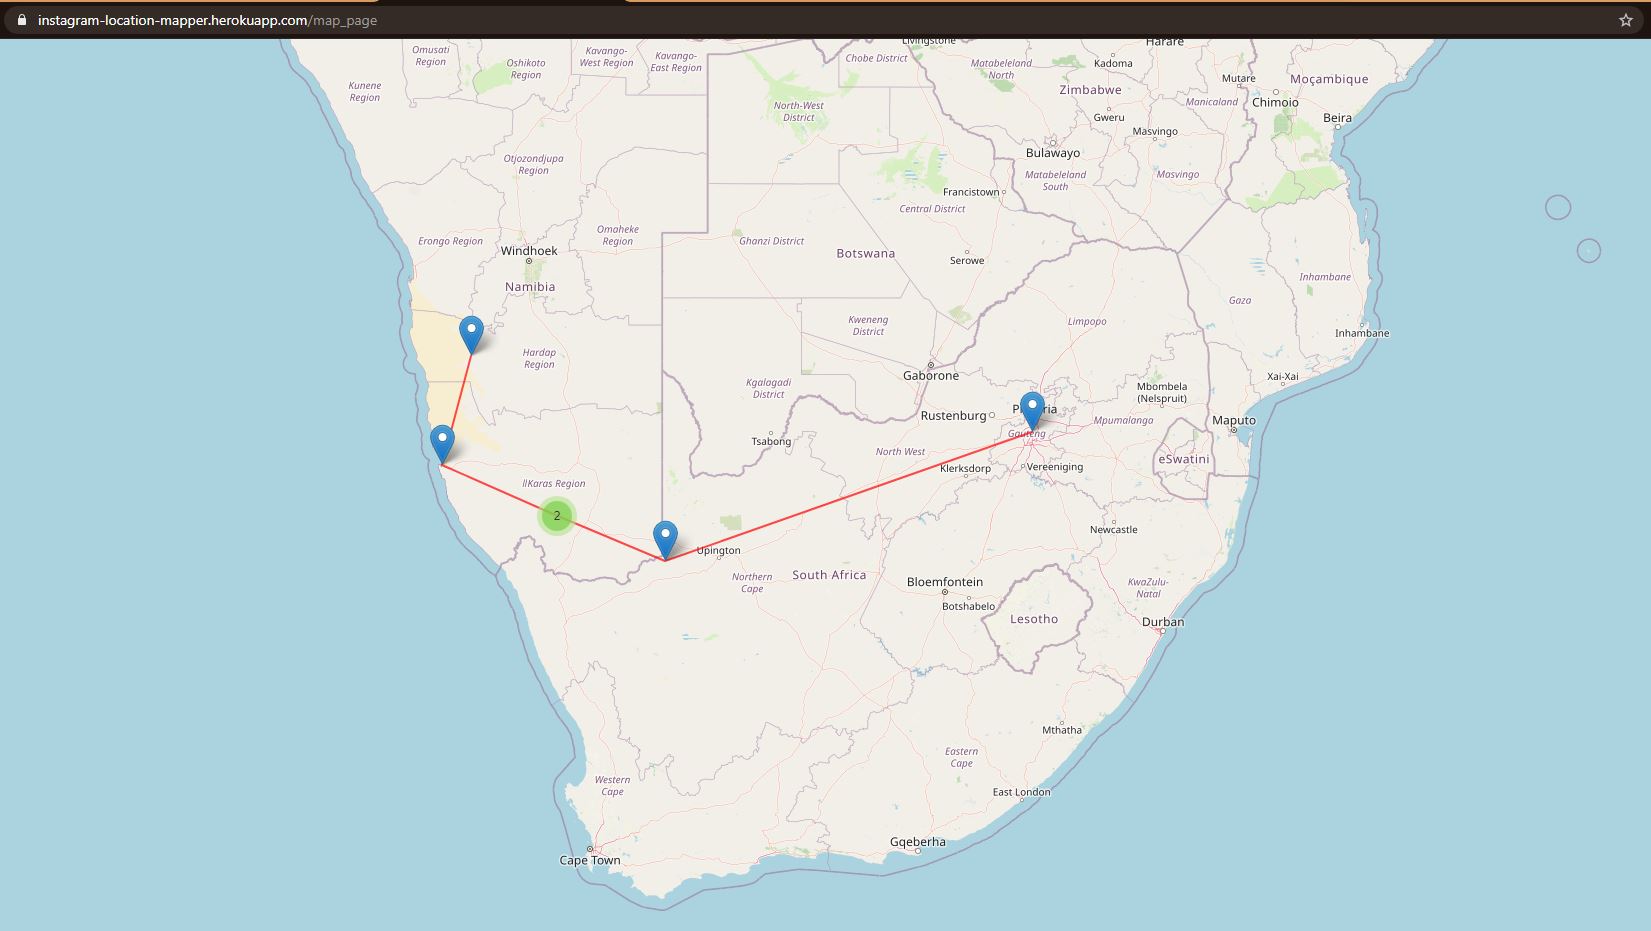 instagram-location-mapper.herokuapp.com/map_page
Omusati
Region
Oshikoto
Region
Kavango-
West Region
Kavango-
East Region
Chobe District
Livingstone
Harare
Kadoma
Matabeleland
North
Zimbabwe
Mutare
Manicaland
Chimoio
Moçambique
Beira
Kunene
Region
North-West
District
Gweru
Masvingo
Bulawayo
Otjozondjupa
Region
Matabeleland
South
Masvingo
Francistown
Central District
Erongo Region
Windhoek
Omaheke
Region
Ghanzi District
Botswana
Serowe
Namibia
Inhambane
Gaza
Limpopo
Kweneng
District
Inhambane
Hardap
Region
Gaborone
Kgalagadi
District
Xai-Xai
Mbombela
(Nelspruit)
Rustenburg
Mpumalanga
Maputo
Gauteng
Tsabong
North West
Klerksdorp
Vereeniging
eSwatini
ǁKaras Region
2
Newcastle
Upington
Northern
Cape
South Africa
Bloemfontein
Botshabelo
KwaZulu-
Natal
Lesotho
Durban
Mthatha
Eastern
Cape
Western
Cape
East London
Gqeberha
Cape Town